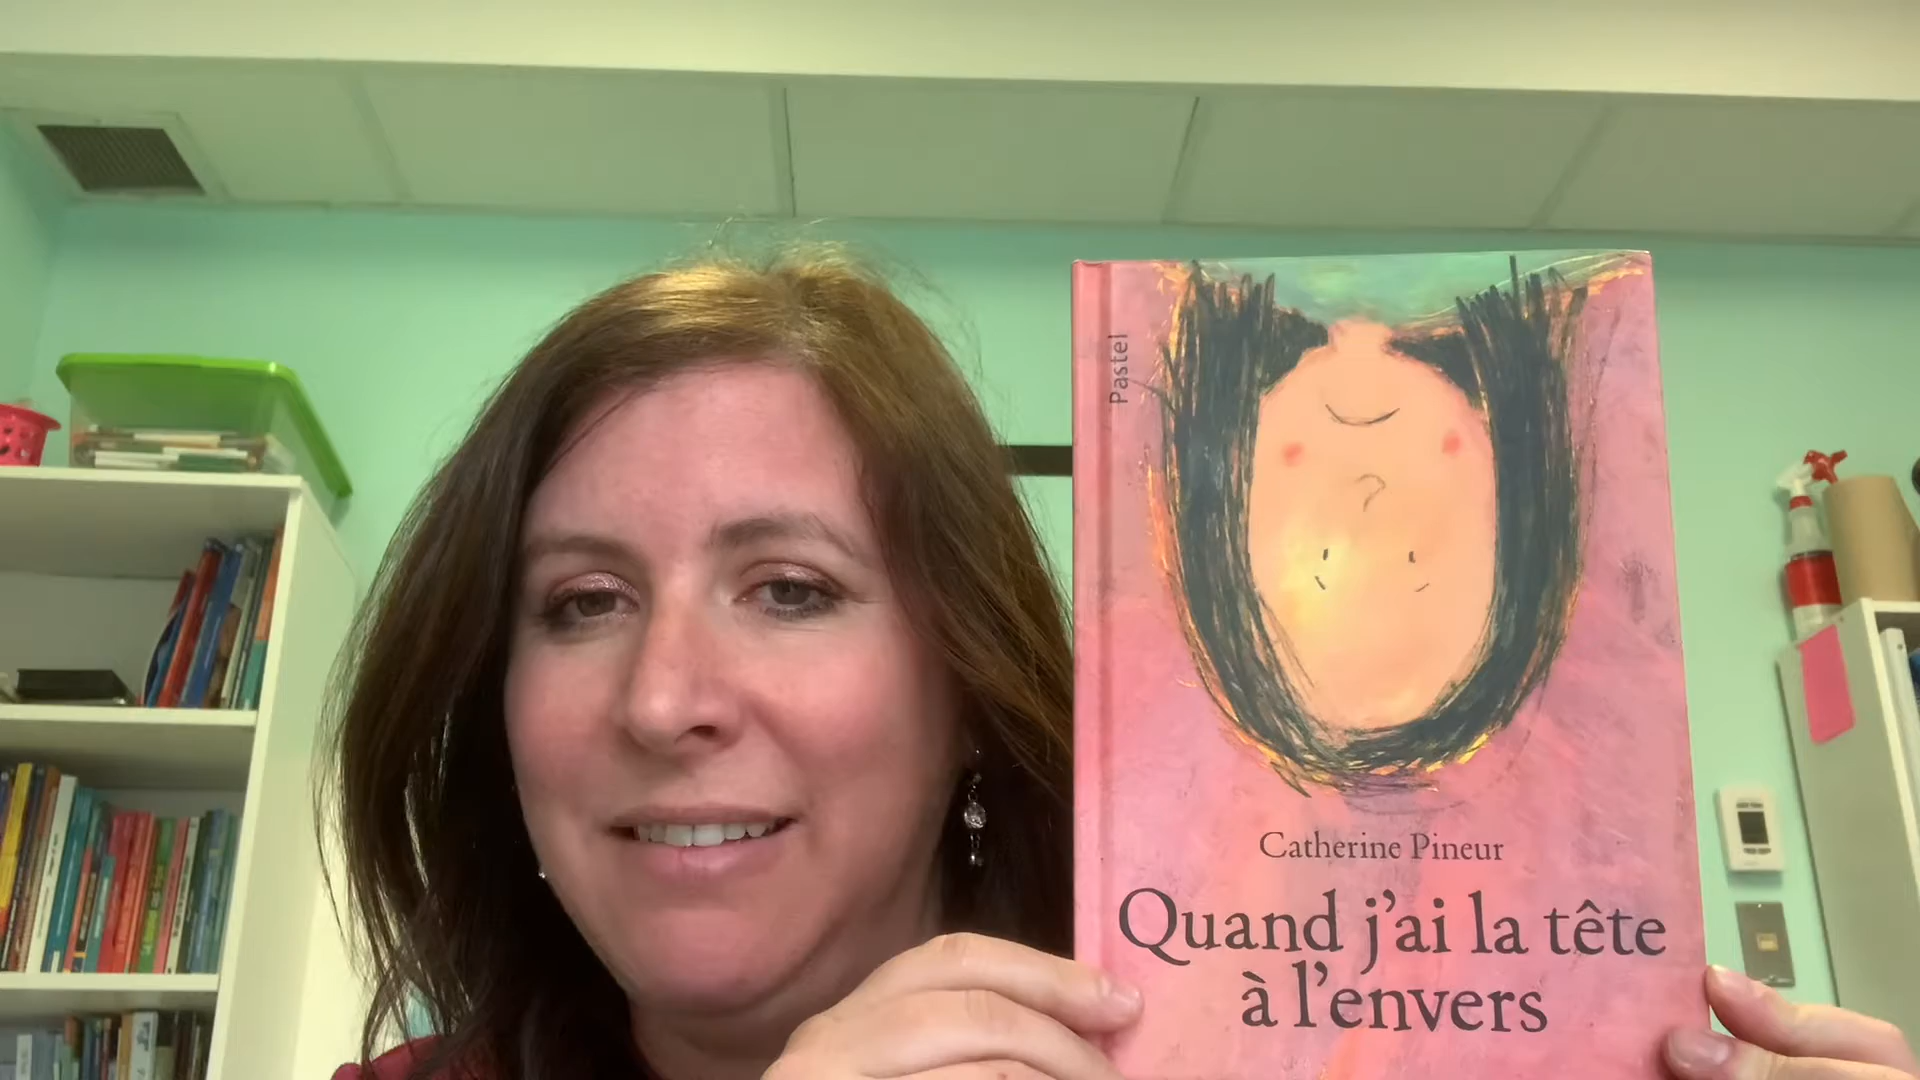 Pastel
Catherine Pineur
Quand j'ai la tête
à l'envers